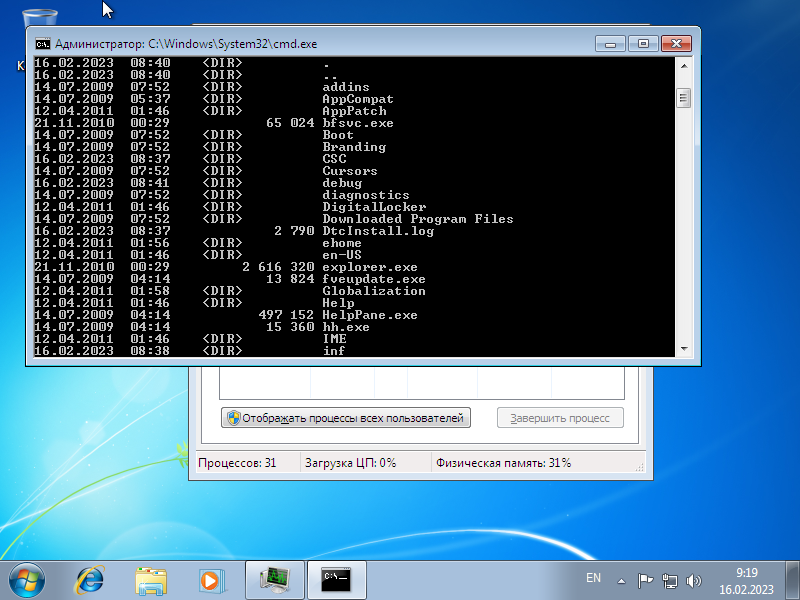 К
Администратор: C:\Windows\System32\cmd.exe
16.02.2023  08:40    <DIR>          .
16.02.2023  08:40    <DIR>          ..
14.07.2009  07:52    <DIR>          addins
14.07.2009  05:37    <DIR>          AppCompat
12.04.2011  01:46    <DIR>          AppPatch
21.11.2010  00:29            65 024 bfsvc.exe
14.07.2009  07:52    <DIR>          Boot
14.07.2009  07:52    <DIR>          Branding
16.02.2023  08:37    <DIR>          CSC
14.07.2009  07:52    <DIR>          Cursors
16.02.2023  08:41    <DIR>          debug
14.07.2009  07:52    <DIR>          diagnostics
12.04.2011  01:46    <DIR>          DigitalLocker
14.07.2009  07:52    <DIR>          Downloaded Program Files
16.02.2023  08:37             2 790 DtcInstall.log
12.04.2011  01:56    <DIR>          ehome
12.04.2011  01:46    <DIR>          en-US
21.11.2010  00:29         2 616 320 explorer.exe
14.07.2009  04:14            13 824 fveupdate.exe
12.04.2011  01:58    <DIR>          Globalization
12.04.2011  01:46    <DIR>          Help
14.07.2009  04:14           497 152 HelpPane.exe
14.07.2009  04:14            15 360 hh.exe
12.04.2011  01:46    <DIR>          IME
16.02.2023  08:38    <DIR>          inf
Отображать процессы всех пользователей
Завершить процесс
Процессов: 31
Загрузка ЦП: 0%
Физическая память: 31%
C:\_
EN
9:19
16.02.2023